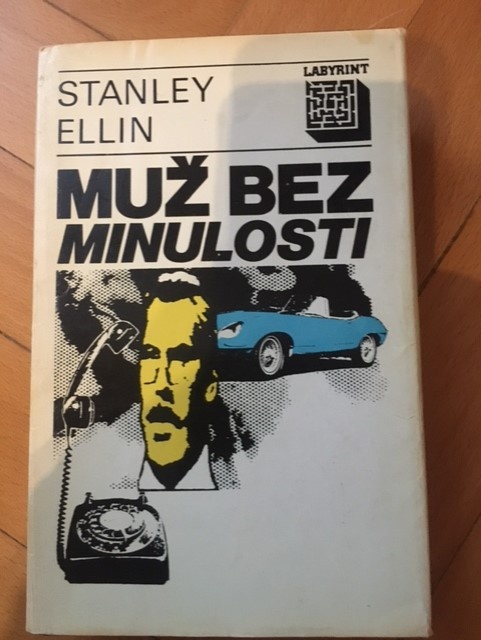 STANLEY
ELLIN
LABYRINT
MUŽ BEZ
MINULOSTI